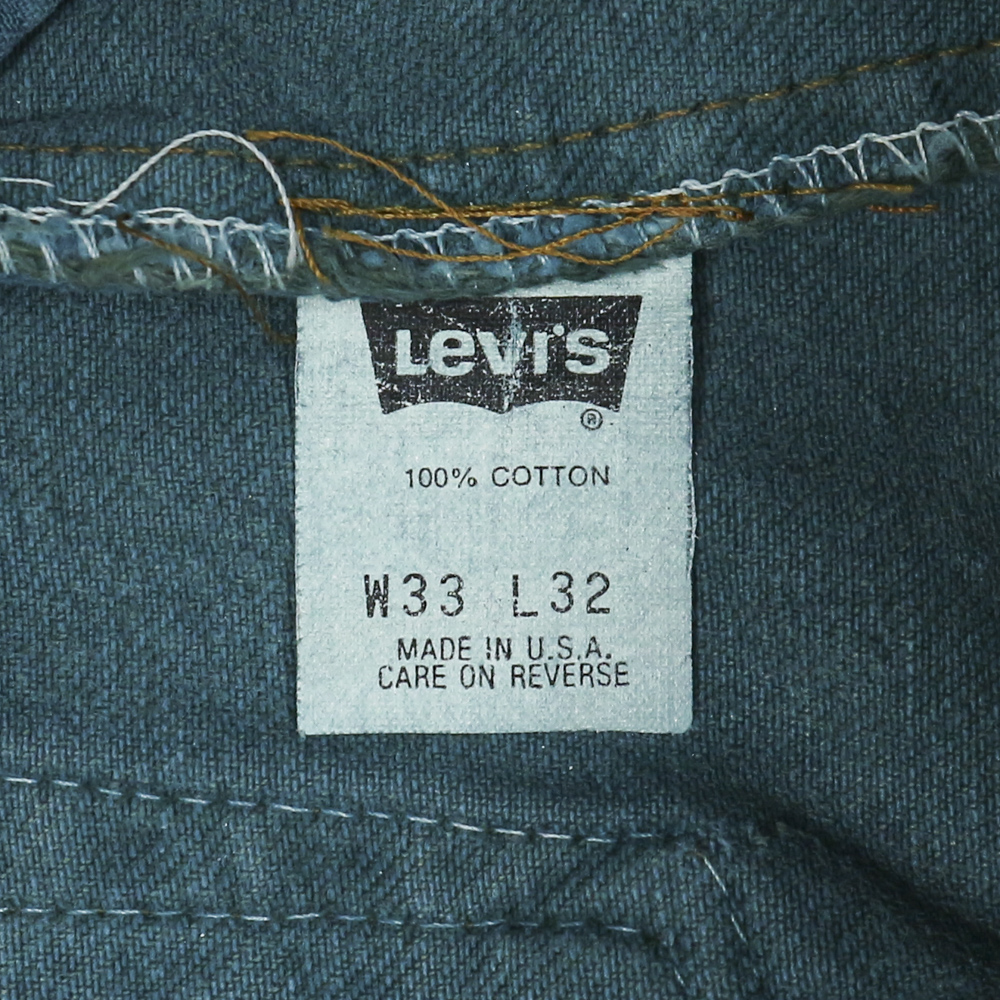 Levi's
®
100% COTTON
W33 L32
MADE IN U.S.A.
CARE ON REVERSE